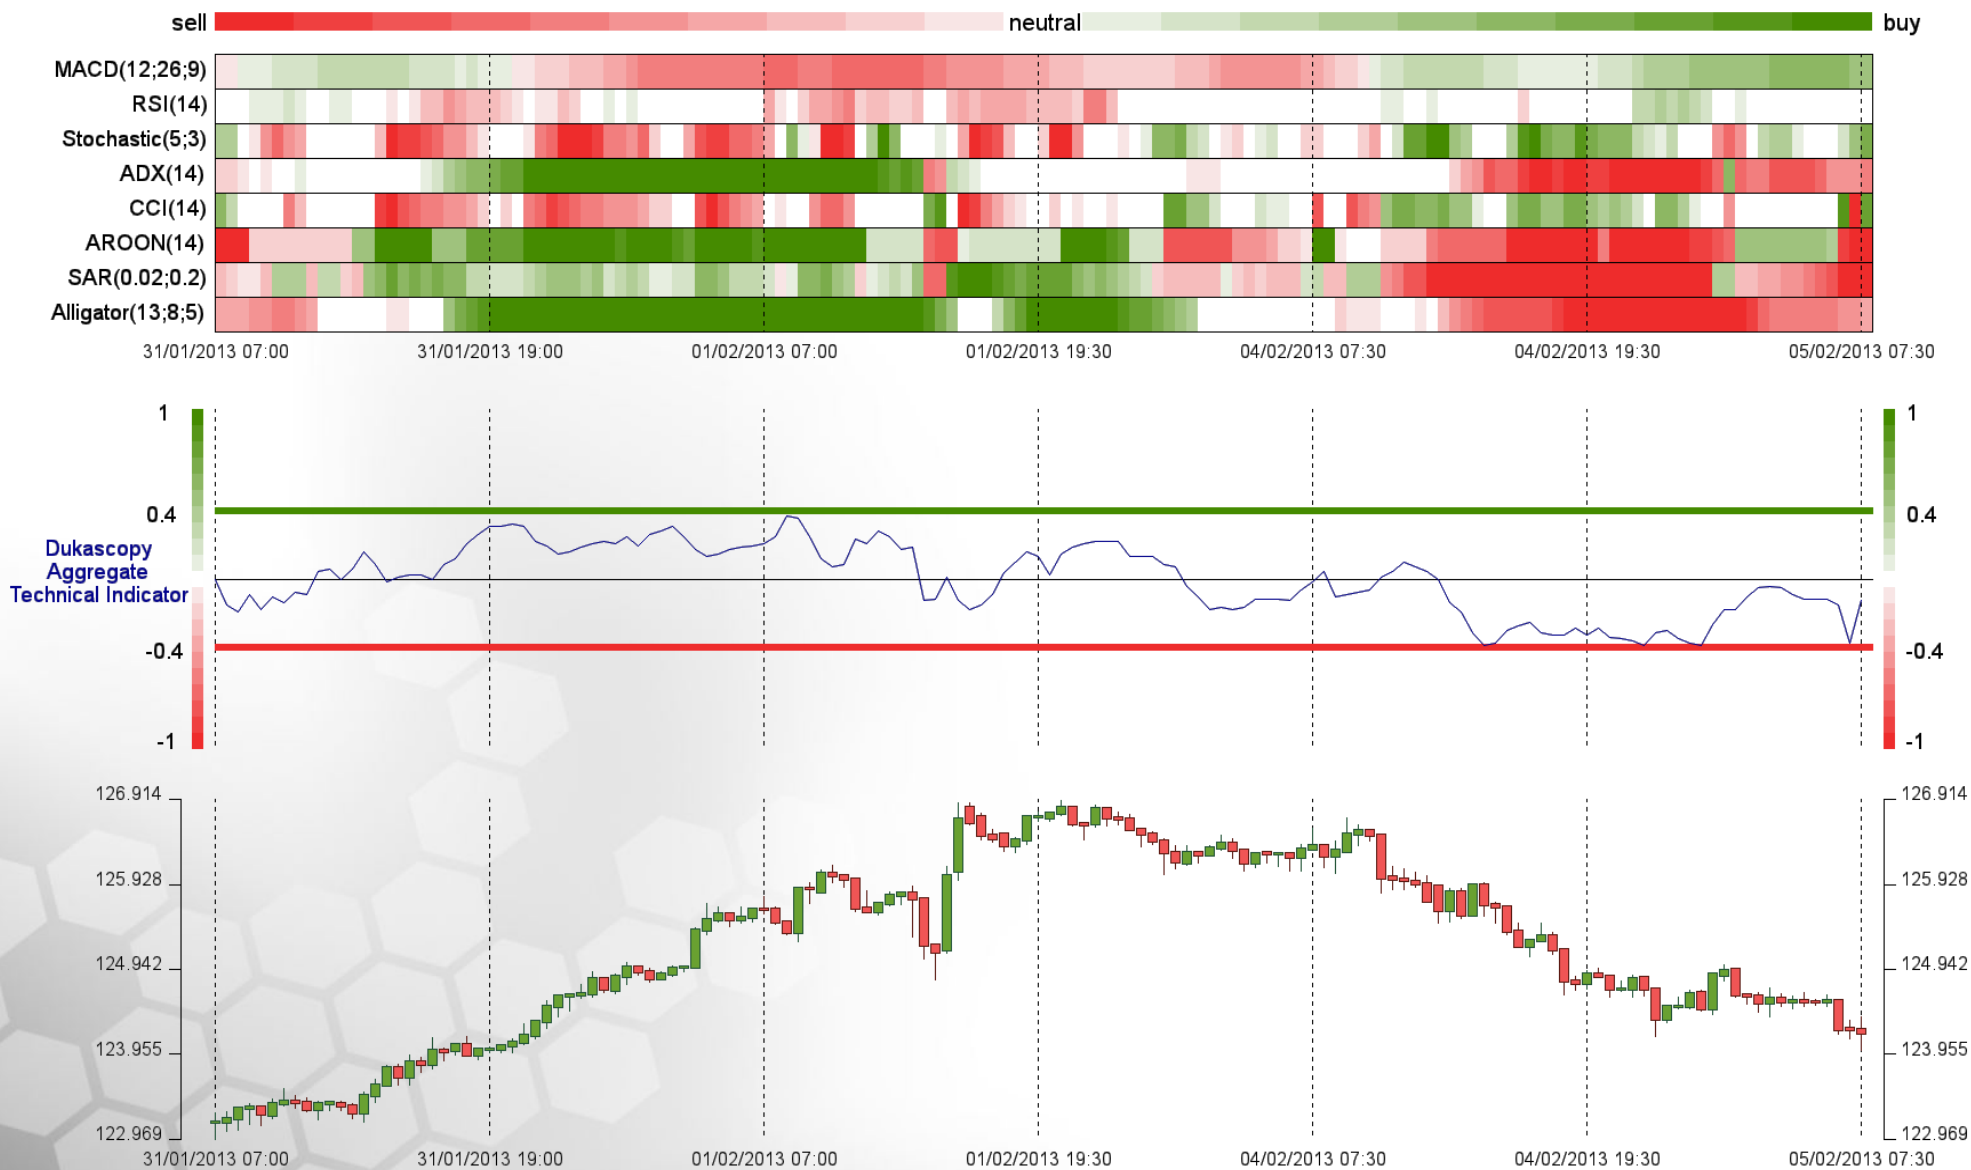 sell neutral buy
MACD(12;26;9)
RSI(14)
Stochastic(5;3)
ADX(14)
CCI(14)
AROON(14)
SAR(0.02;0.2)
Alligator(13;8;5)
31/01/2013 07:00 31/01/2013 19:00 01/02/2013 07:00 01/02/2013 19:30 04/02/2013 07:30 04/02/2013 19:30 05/02/2013 07:30
1 1
0.4 0.4
Dukascopy
Aggregate
Technical Indicator
-0.4 -0.4
-1 -1
126.914 126.914
125.928 125.928
124.942 124.942
123.955 123.955
122.969 122.969
31/01/2013 07:00 31/01/2013 19:00 01/02/2013 07:00 01/02/2013 19:30 04/02/2013 07:30 04/02/2013 19:30 05/02/2013 07:30